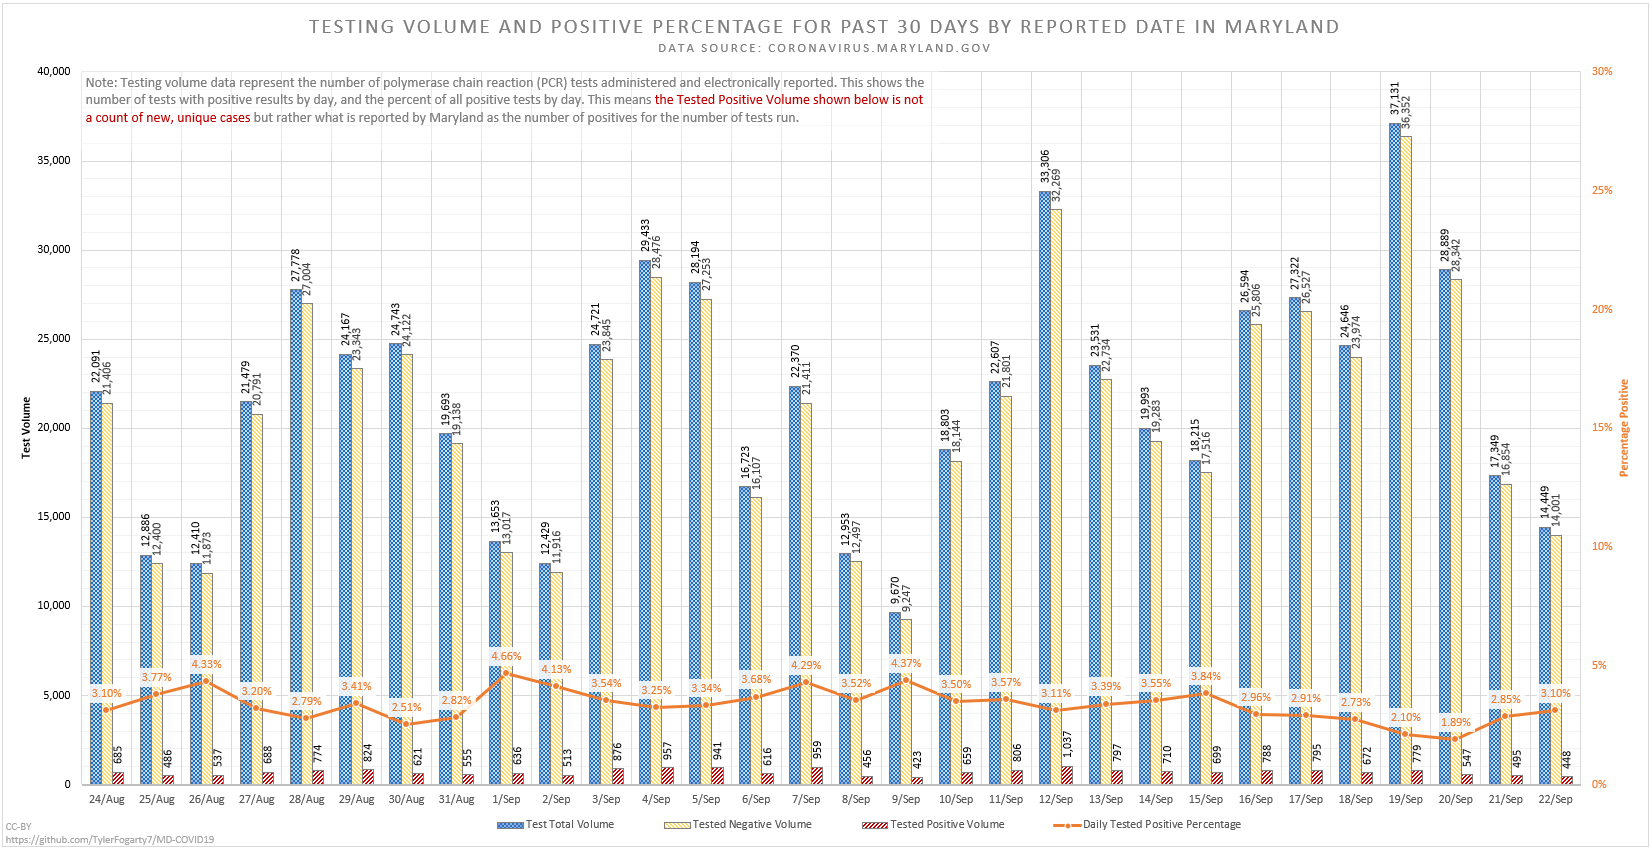 TESTING VOLUME AND POSITIVE PERCENTAGE FOR PAST 30 DAYS BY REPORTED DATE IN MARYLAND
DATA SOURCE: CORONAVIRUS.MARYLAND.GOV
Note: Testing volume data represent the number of polymerase chain reaction (PCR) tests administered and electronically reported. This shows the
number of tests with positive results by day, and the percent of all positive tests by day. This means the Tested Positive Volume shown below is not
a count of new, unique cases but rather what is reported by Maryland as the number of positives for the number of tests run.
Test Volume
40,000
35,000
30,000
25,000
20,000
15,000
10,000
5,000
0
22,091 21,406 3.10% 685
12,886 12,400 3.77% 486
12,410 11,873 4.33% 537
21,479 20,791 3.20% 688
27,778 27,004 2.79% 774
24,167 23,343 3.41% 824
24,743 24,122 2.51% 621
19,693 19,138 2.82% 555
13,653 13,017 4.66% 636
12,429 11,916 4.13% 513
24,721 23,845 3.54% 876
29,433 28,476 3.25% 957
28,194 27,253 3.34% 941
16,723 16,107 3.68% 616
22,370 21,411 4.29% 959
12,953 12,497 3.52% 456
9,670 9,247 4.37% 423
18,803 18,144 3.50% 659
22,607 21,801 3.57% 806
33,306 32,269 3.11% 1,037
23,531 22,734 3.39% 797
19,993 19,283 3.55% 710
18,215 17,516 3.84% 699
26,594 25,806 2.96% 788
27,322 26,527 2.91% 795
24,646 23,974 2.73% 672
37,131 36,352 2.10% 779
28,889 28,342 1.89% 547
17,349 16,854 2.85% 495
14,449 14,001 3.10% 448
30%
25%
20%
15%
10%
5%
0%
Percentage Positive
24/Aug 25/Aug 26/Aug 27/Aug 28/Aug 29/Aug 30/Aug 31/Aug 1/Sep 2/Sep 3/Sep 4/Sep 5/Sep 6/Sep 7/Sep 8/Sep 9/Sep 10/Sep 11/Sep 12/Sep 13/Sep 14/Sep 15/Sep 16/Sep 17/Sep 18/Sep 19/Sep 20/Sep 21/Sep 22/Sep
Test Total Volume Tested Negative Volume Tested Positive Volume Daily Tested Positive Percentage
CC-BY
https://github.com/TylerFogarty7/MD-COVID19